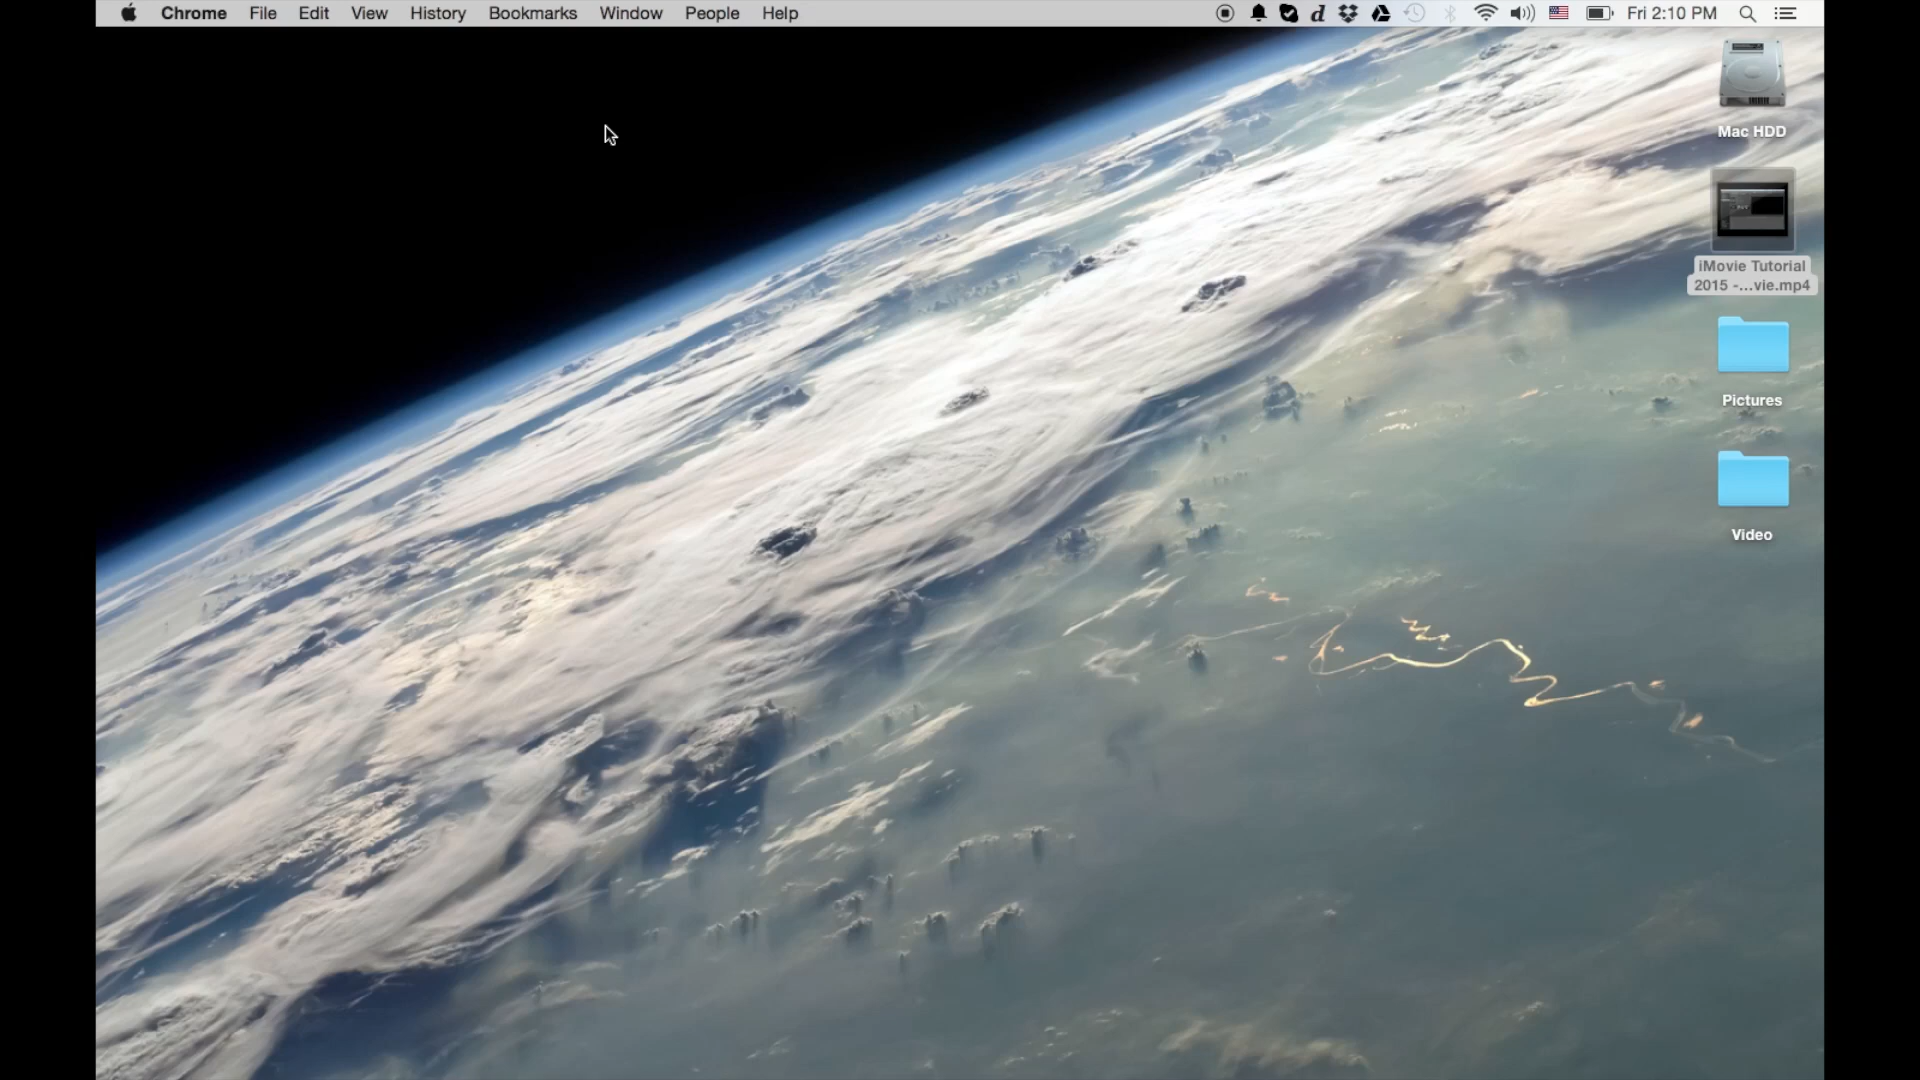 Chrome File Edit View History Bookmarks Window People Help d Fri 2:10 PM
Mac HDD
iMovie Tutorial
2015 -...vie.mp4
Pictures
Video